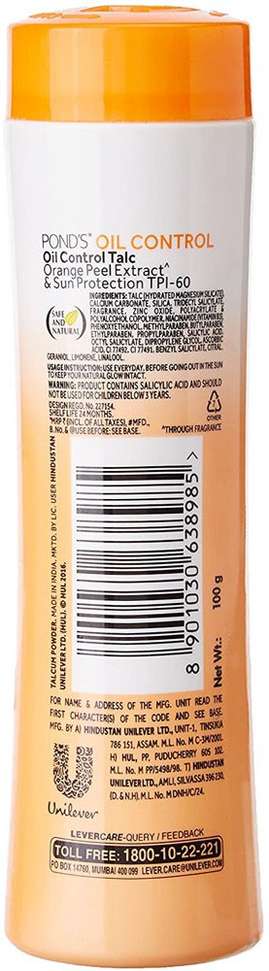 POND'S™ OIL CONTROL
Oil Control Talc
Orange Peel Extract^
& Sun Protection TPI-60
SAFE
AND
NATURAL
INGREDIENTS: TALC (HYDRATED MAGNESIUM SILICATE),
CALCIUM CARBONATE, SILICA, TRIDECYL SALICYLATE,
FRAGRANCE, ZINC OXIDE, POLYACRYLATE &
POLYALCOHOL COPOLYMER, NIACINAMIDE (VITAMIN B3),
PHENOXYETHANOL, METHYLPARABEN, BUTYLPARABEN,
ETHYLPARABEN, PROPYLPARABEN, SALICYLIC ACID,
OCTYL SALICYLATE, DIPROPYLENE GLYCOL, ASCORBIC
ACID, CI 77492, CI 77491, BENZYL SALICYLATE, CITRAL,
GERANIOL, LIMONENE, LINALOOL.
USAGE INSTRUCTION: USE EVERYDAY, BEFORE GOING OUT IN THE SUN
TO KEEP YOUR NATURAL GLOW INTACT.
WARNING: PRODUCT CONTAINS SALICYLIC ACID AND SHOULD
NOT BE USED FOR CHILDREN BELOW 3 YEARS.
DESIGN REGD. No. 227154.
SHELF LIFE 24 MONTHS.
*MRP ₹ (INCL. OF ALL TAXES), #MFD.,
B. No., & @USE BEFORE: SEE BASE.
7
OTHER
^THROUGH FRAGRANCE
TALCUM POWDER. MADE IN INDIA. MKTD. BY LIC. USER HINDUSTAN
UNILEVER LTD. (HUL). © HUL 2016.
8 901030 638985 >
Net Wt.: 100 g
FOR NAME & ADDRESS OF THE MFG. UNIT READ THE
FIRST CHARACTER(S) OF THE CODE AND SEE BASE.
MFG. BY A) HINDUSTAN UNILEVER LTD., UNIT-1, TINSUKIA
786 151, ASSAM. M.L. No. M C-3M/2001.
H) HUL, PP, PUDUCHERRY 605 102.
M.L. No. M PP/5498/98. T) HINDUSTAN
UNILEVER LTD., AMLI, SILVASSA 396 230,
(D. & N.H). M.L. No. M DNH/C/24.
Unilever
LEVERCARE-QUERY / FEEDBACK
TOLL FREE: 1800-10-22-221
PO BOX 14760, MUMBAI 400 099 LEVER.CARE@UNILEVER.COM